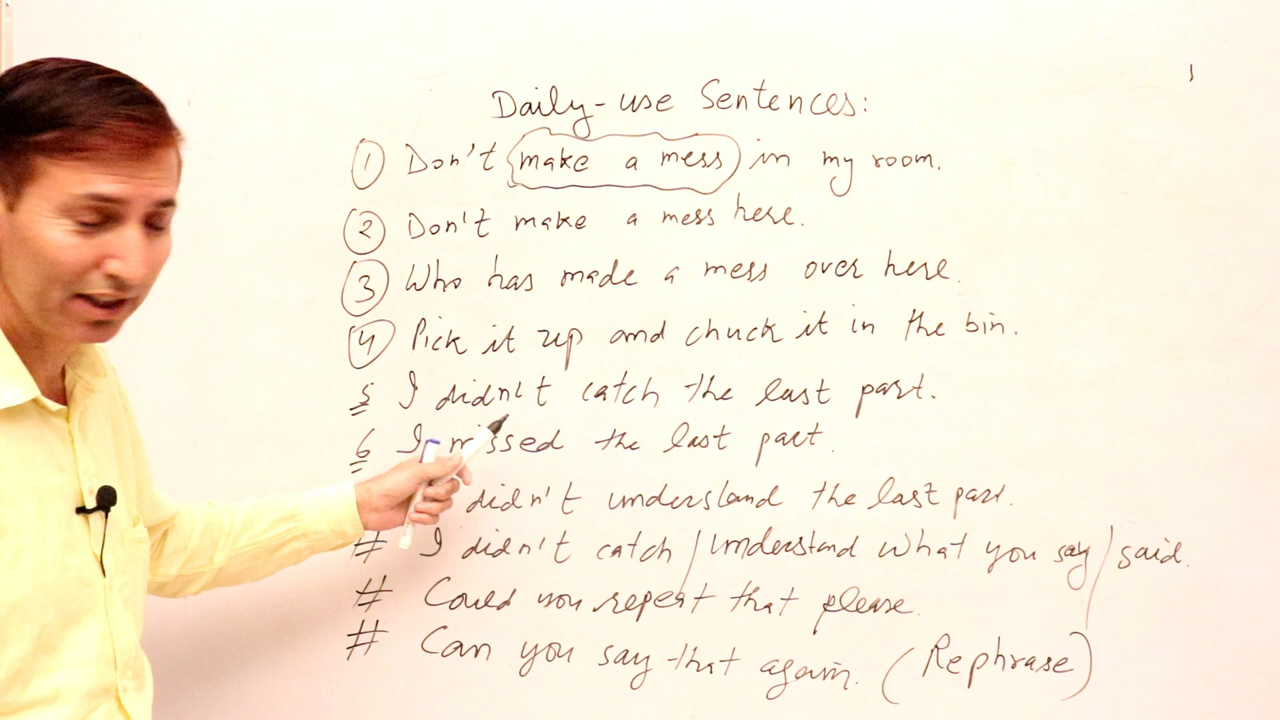 Daily-use Sentences:
1 Don't make a mess in my room.
2 Don't make a mess here.
3 Who has made a mess over here.
4 Pick it up and chuck it in the bin.
5 I didn't catch the last part.
6 I missed the last part.
didn't understand the last part.
# I didn't catch / understand what you say / said.
# Could you repeat that please.
# Can you say that again. (Rephrase)